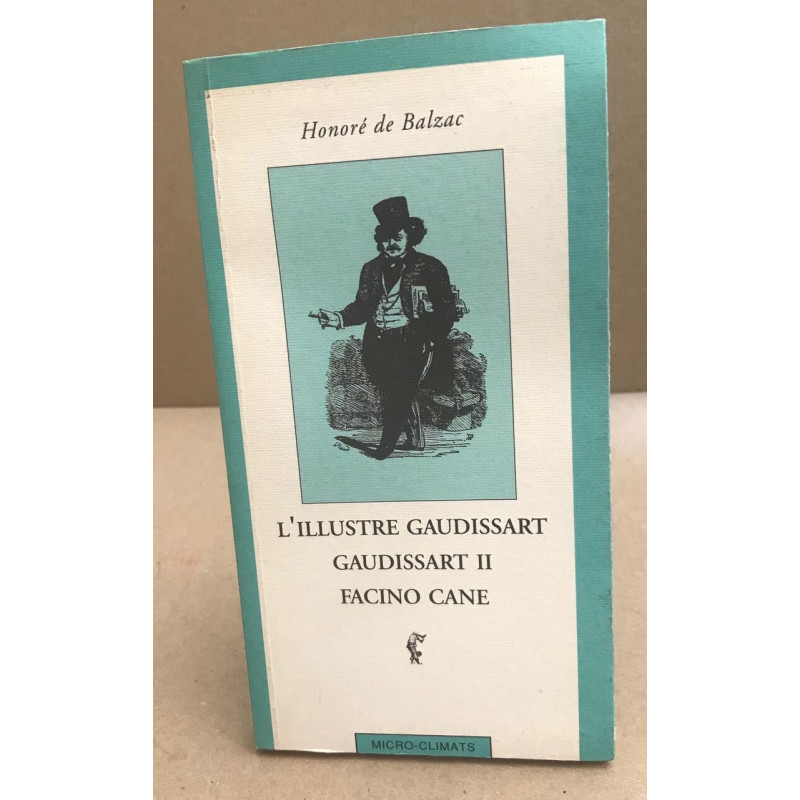 Honoré de Balzac
L'ILLUSTRE GAUDISSART
GAUDISSART II
FACINO CANE
MICRO-CLIMATS